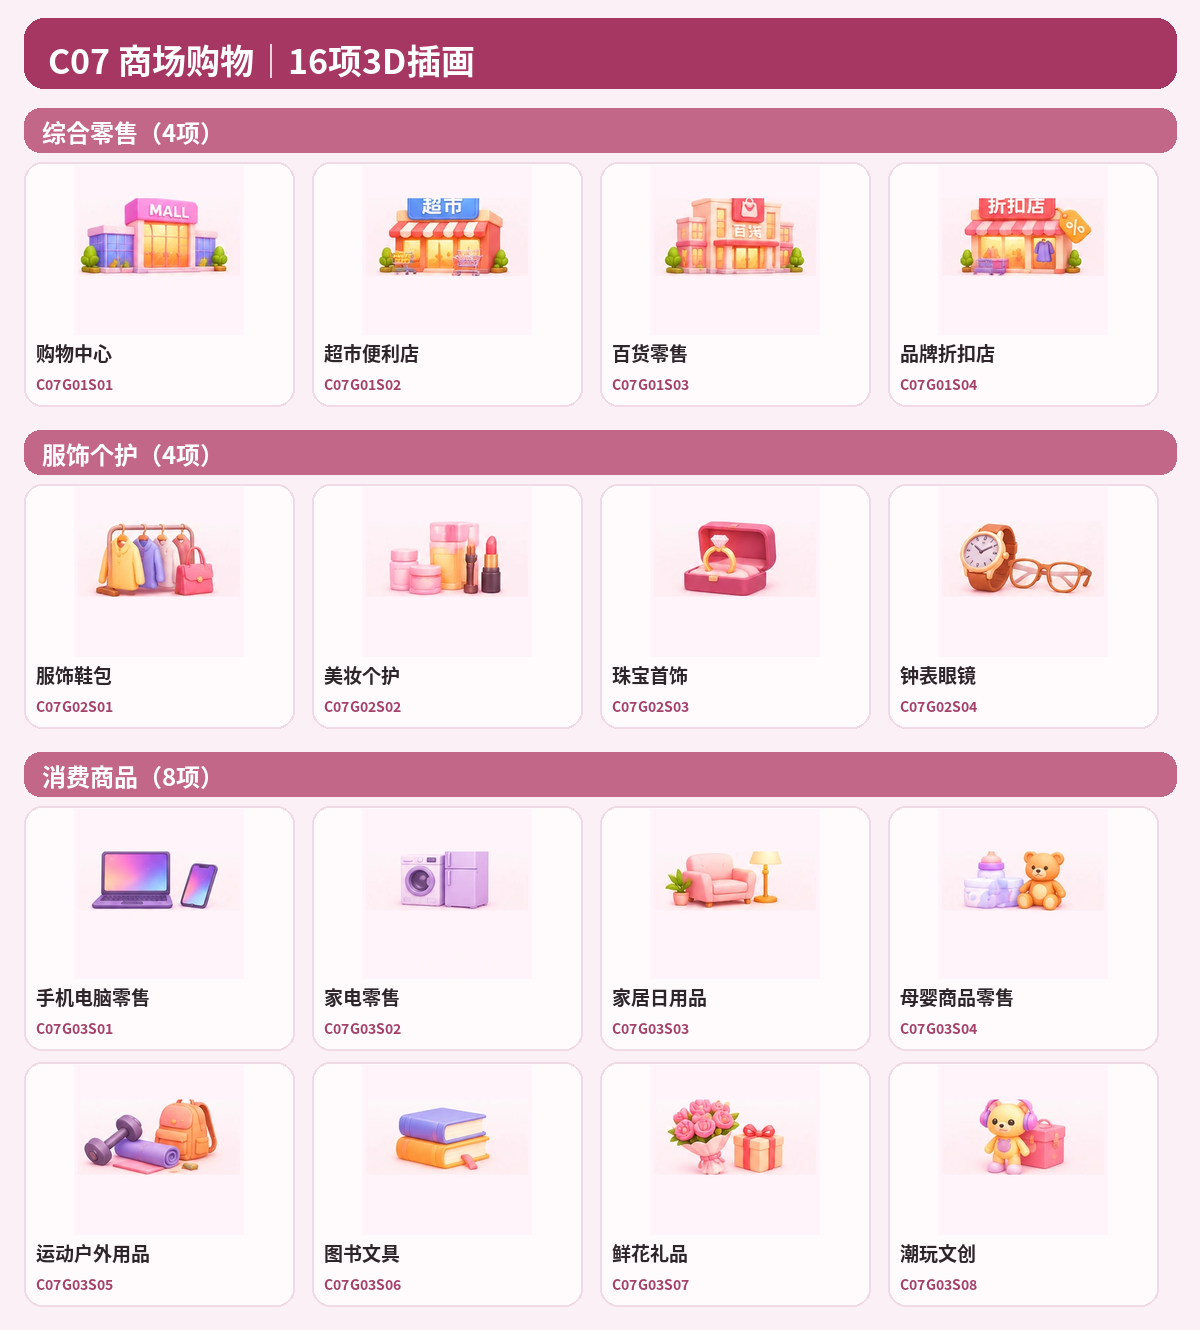 C07 商场购物｜16项3D插画
综合零售（4项）
MALL
超市
百货
折扣店
%
购物中心
超市便利店
百货零售
品牌折扣店
C07G01S01
C07G01S02
C07G01S03
C07G01S04
服饰个护（4项）
服饰鞋包
美妆个护
珠宝首饰
钟表眼镜
C07G02S01
C07G02S02
C07G02S03
C07G02S04
消费商品（8项）
手机电脑零售
家电零售
家居日用品
母婴商品零售
C07G03S01
C07G03S02
C07G03S03
C07G03S04
运动户外用品
图书文具
鲜花礼品
潮玩文创
C07G03S05
C07G03S06
C07G03S07
C07G03S08